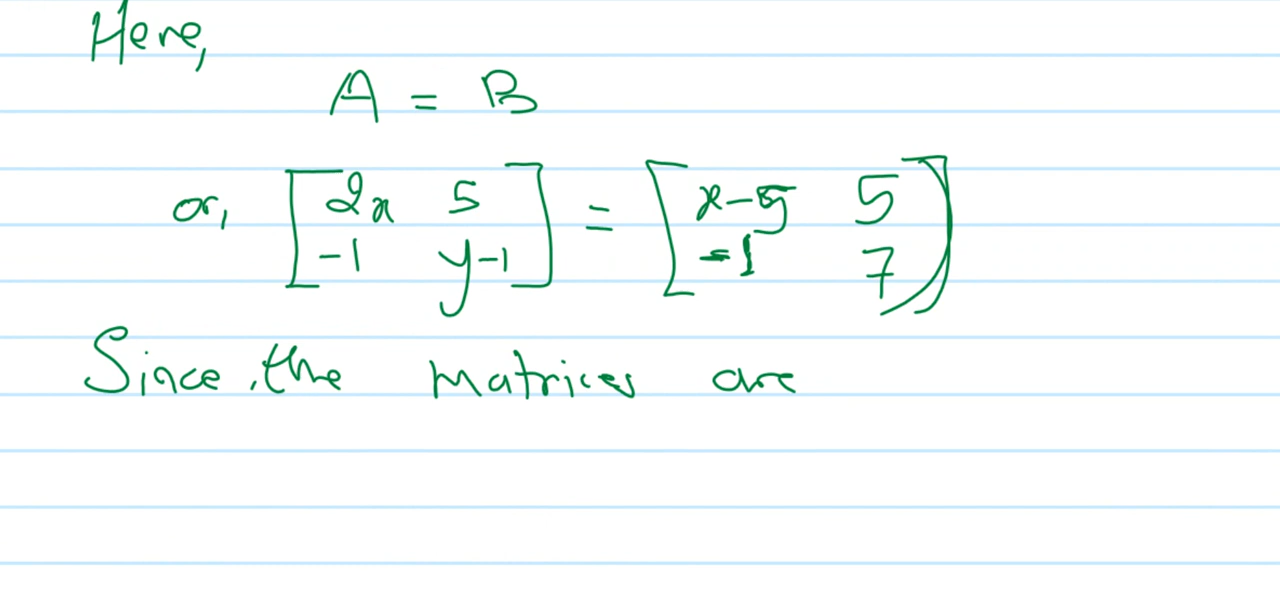 Here,
A = B
or, [2x 5
-1 y-1] = [x-5 5
-1 7]
Since, the matrices are